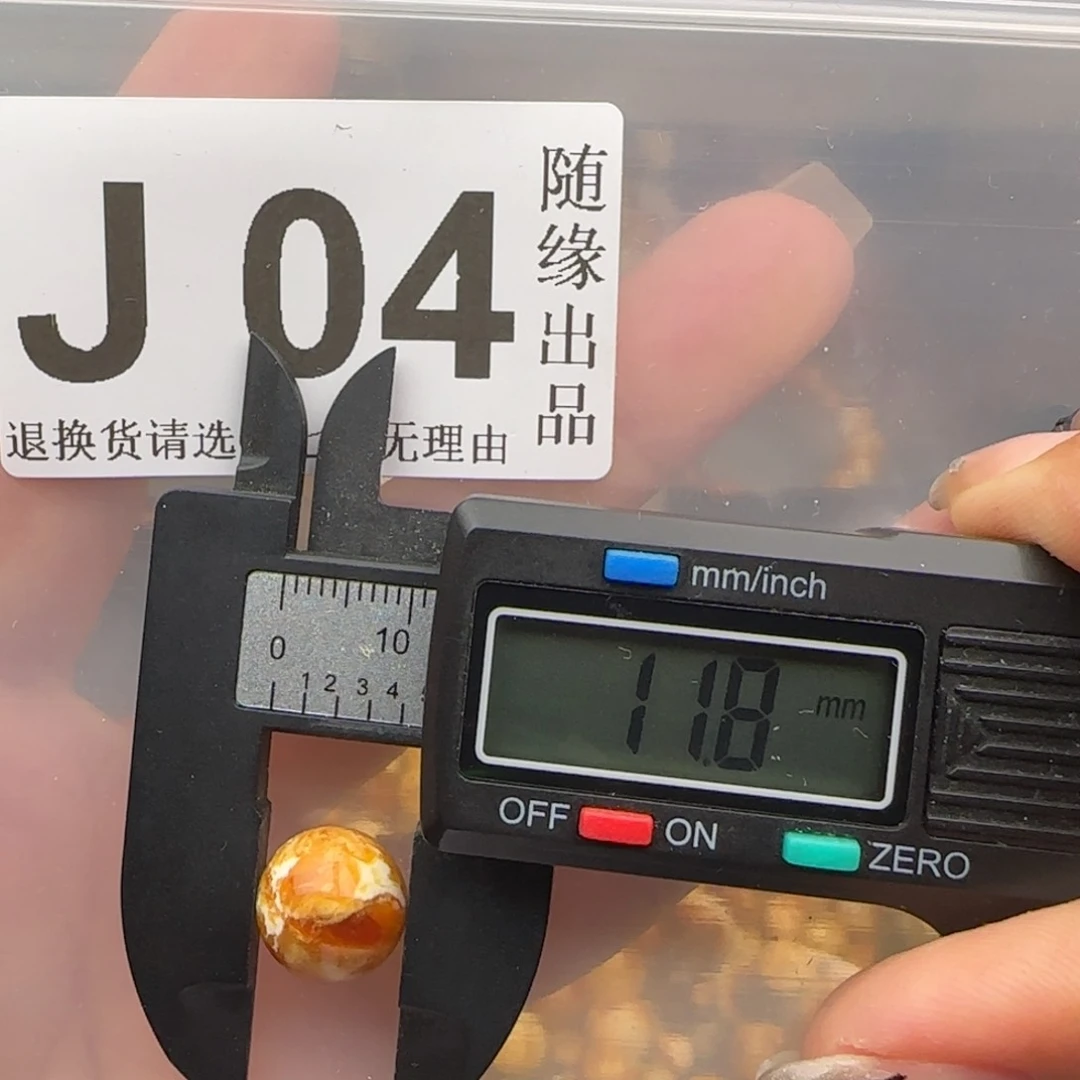 J 04
随缘出品
退换货请选 无理由
mm/inch
0 10
1 2 3 4
11.8 mm
OFF ON
ZERO